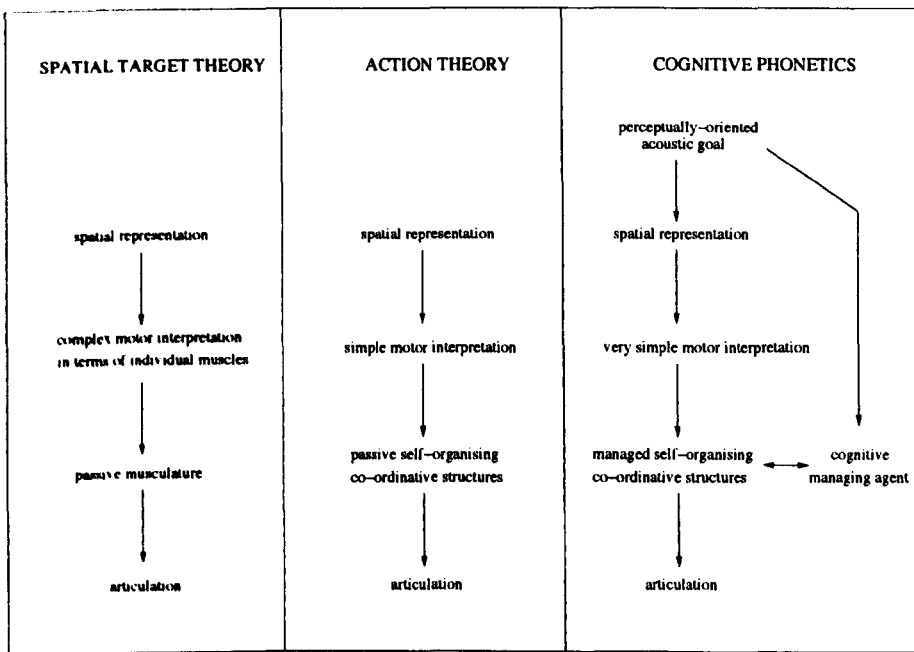 SPATIAL TARGET THEORY
spatial representation
complex motor interpretation
in terms of individual muscles
passive musculature
articulation
ACTION THEORY
spatial representation
simple motor interpretation
passive self-organising
co-ordinative structures
articulation
COGNITIVE PHONETICS
perceptually-oriented
acoustic goal
spatial representation
very simple motor interpretation
managed self-organising
co-ordinative structures
cognitive
managing agent
articulation